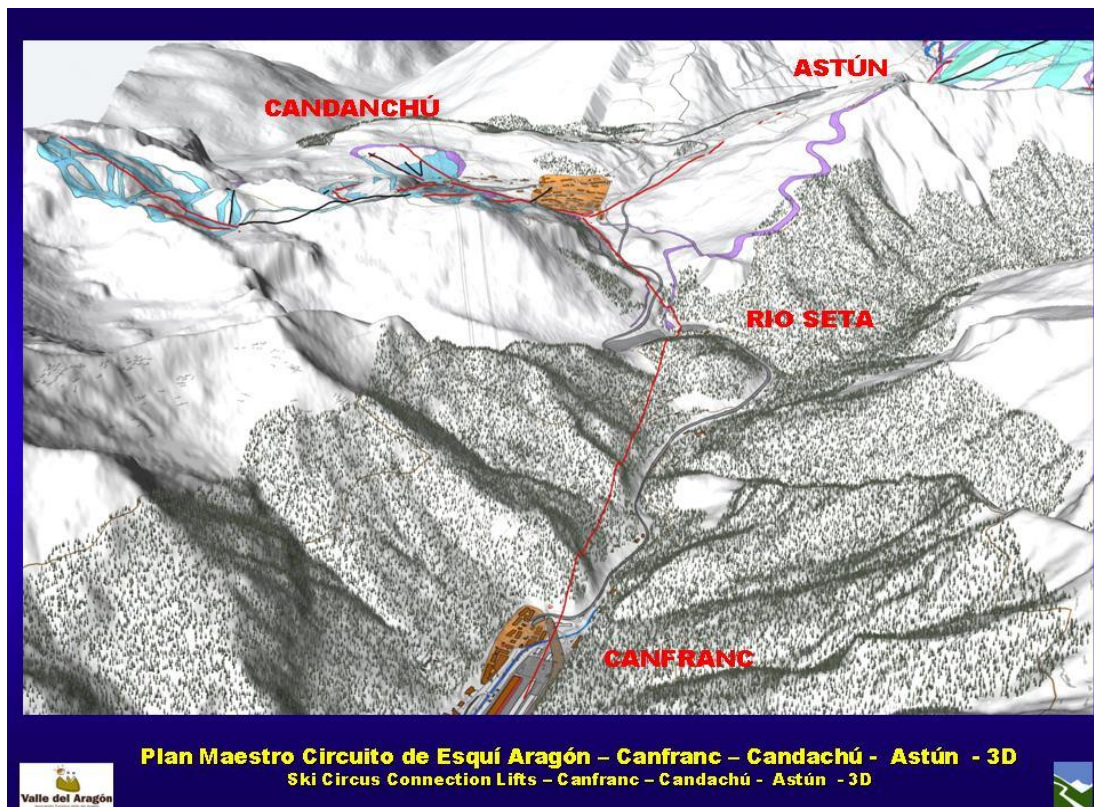 ASTÚN
CANDANCHÚ
RIO SETA
CANFRANC
Plan Maestro Circuito de Esquí Aragón – Canfranc – Candachú - Astún - 3D
Ski Circus Connection Lifts – Canfranc – Candachú - Astún - 3D
Valle del Aragón